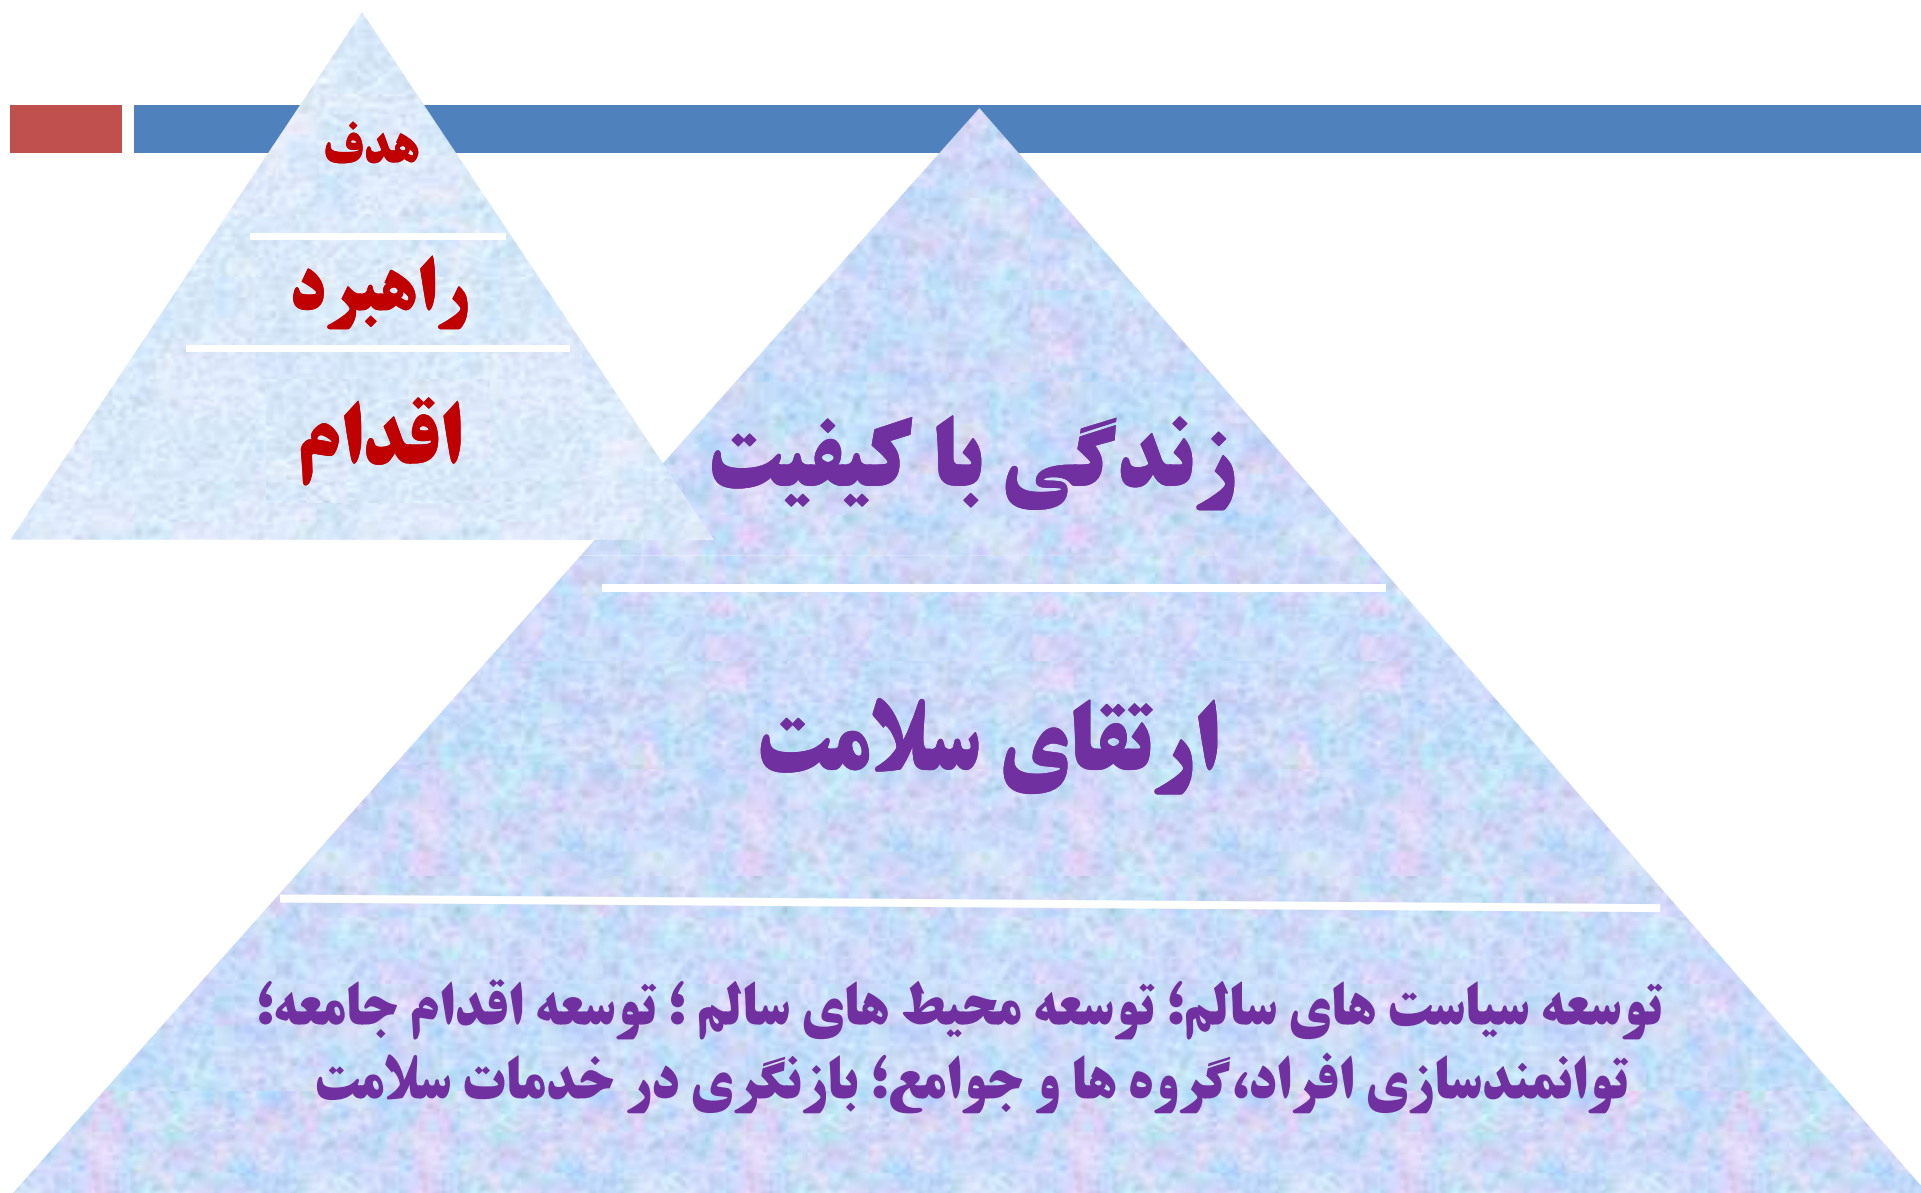 هدف
راهبرد
اقدام
زندگی با کیفیت
ارتقای سلامت
توسعه سیاست های سالم؛ توسعه محیط های سالم ؛ توسعه اقدام جامعه؛
توانمندسازی افراد،گروه ها و جوامع؛ بازنگری در خدمات سلامت